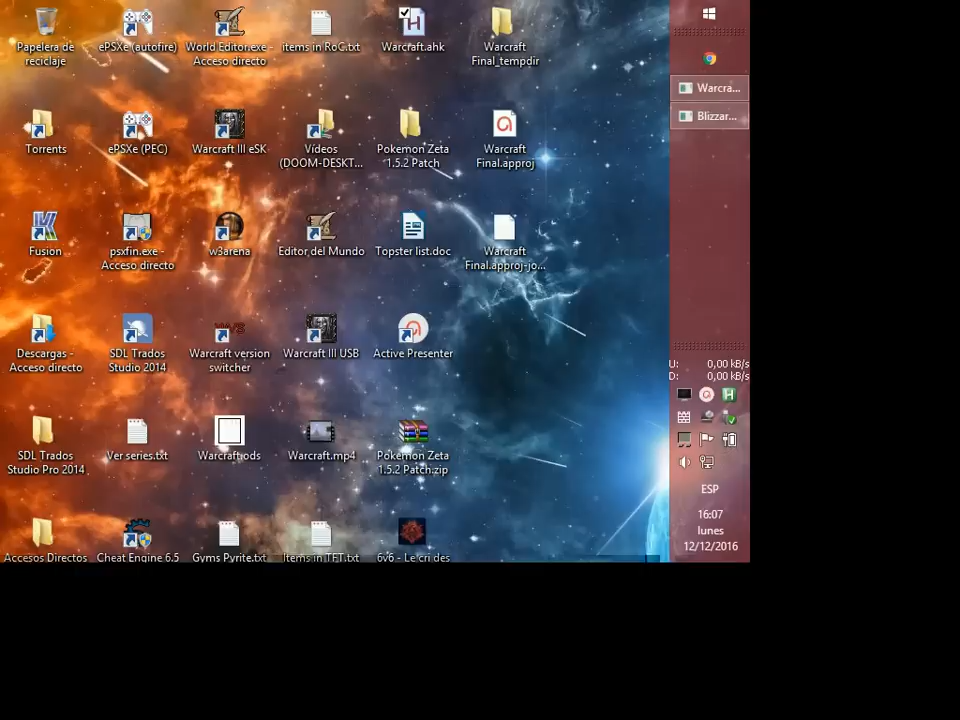 Papelera de
reciclaje
ePSXe (autofire)
World Editor.exe -
Acceso directo
items in RoC.txt
Warcraft.ahk
Warcraft
Final_tempdir
Torrents
ePSXe (PEC)
Warcraft III eSK
Vídeos
(DOOM-DESKT...
Pokemon Zeta
1.5.2 Patch
Warcraft
Final.approj
Fusion
psxfin.exe -
Acceso directo
w3arena
Editor del Mundo
Topster list.doc
Warcraft
Final.approj-jo...
Descargas -
Acceso directo
SDL Trados
Studio 2014
Warcraft version
switcher
Warcraft III USB
Active Presenter
SDL Trados
Studio Pro 2014
Ver series.txt
Warcraft.ods
Warcraft.mp4
Pokemon Zeta
1.5.2 Patch.zip
Accesos Directos
Cheat Engine 6.5
Gyms Pyrite.txt
Items in TFT.txt
6v6 - Le cri des
Warcra...
Blizzar...
U: 0,00 kB/s
D: 0,00 kB/s
ESP
16:07
lunes
12/12/2016